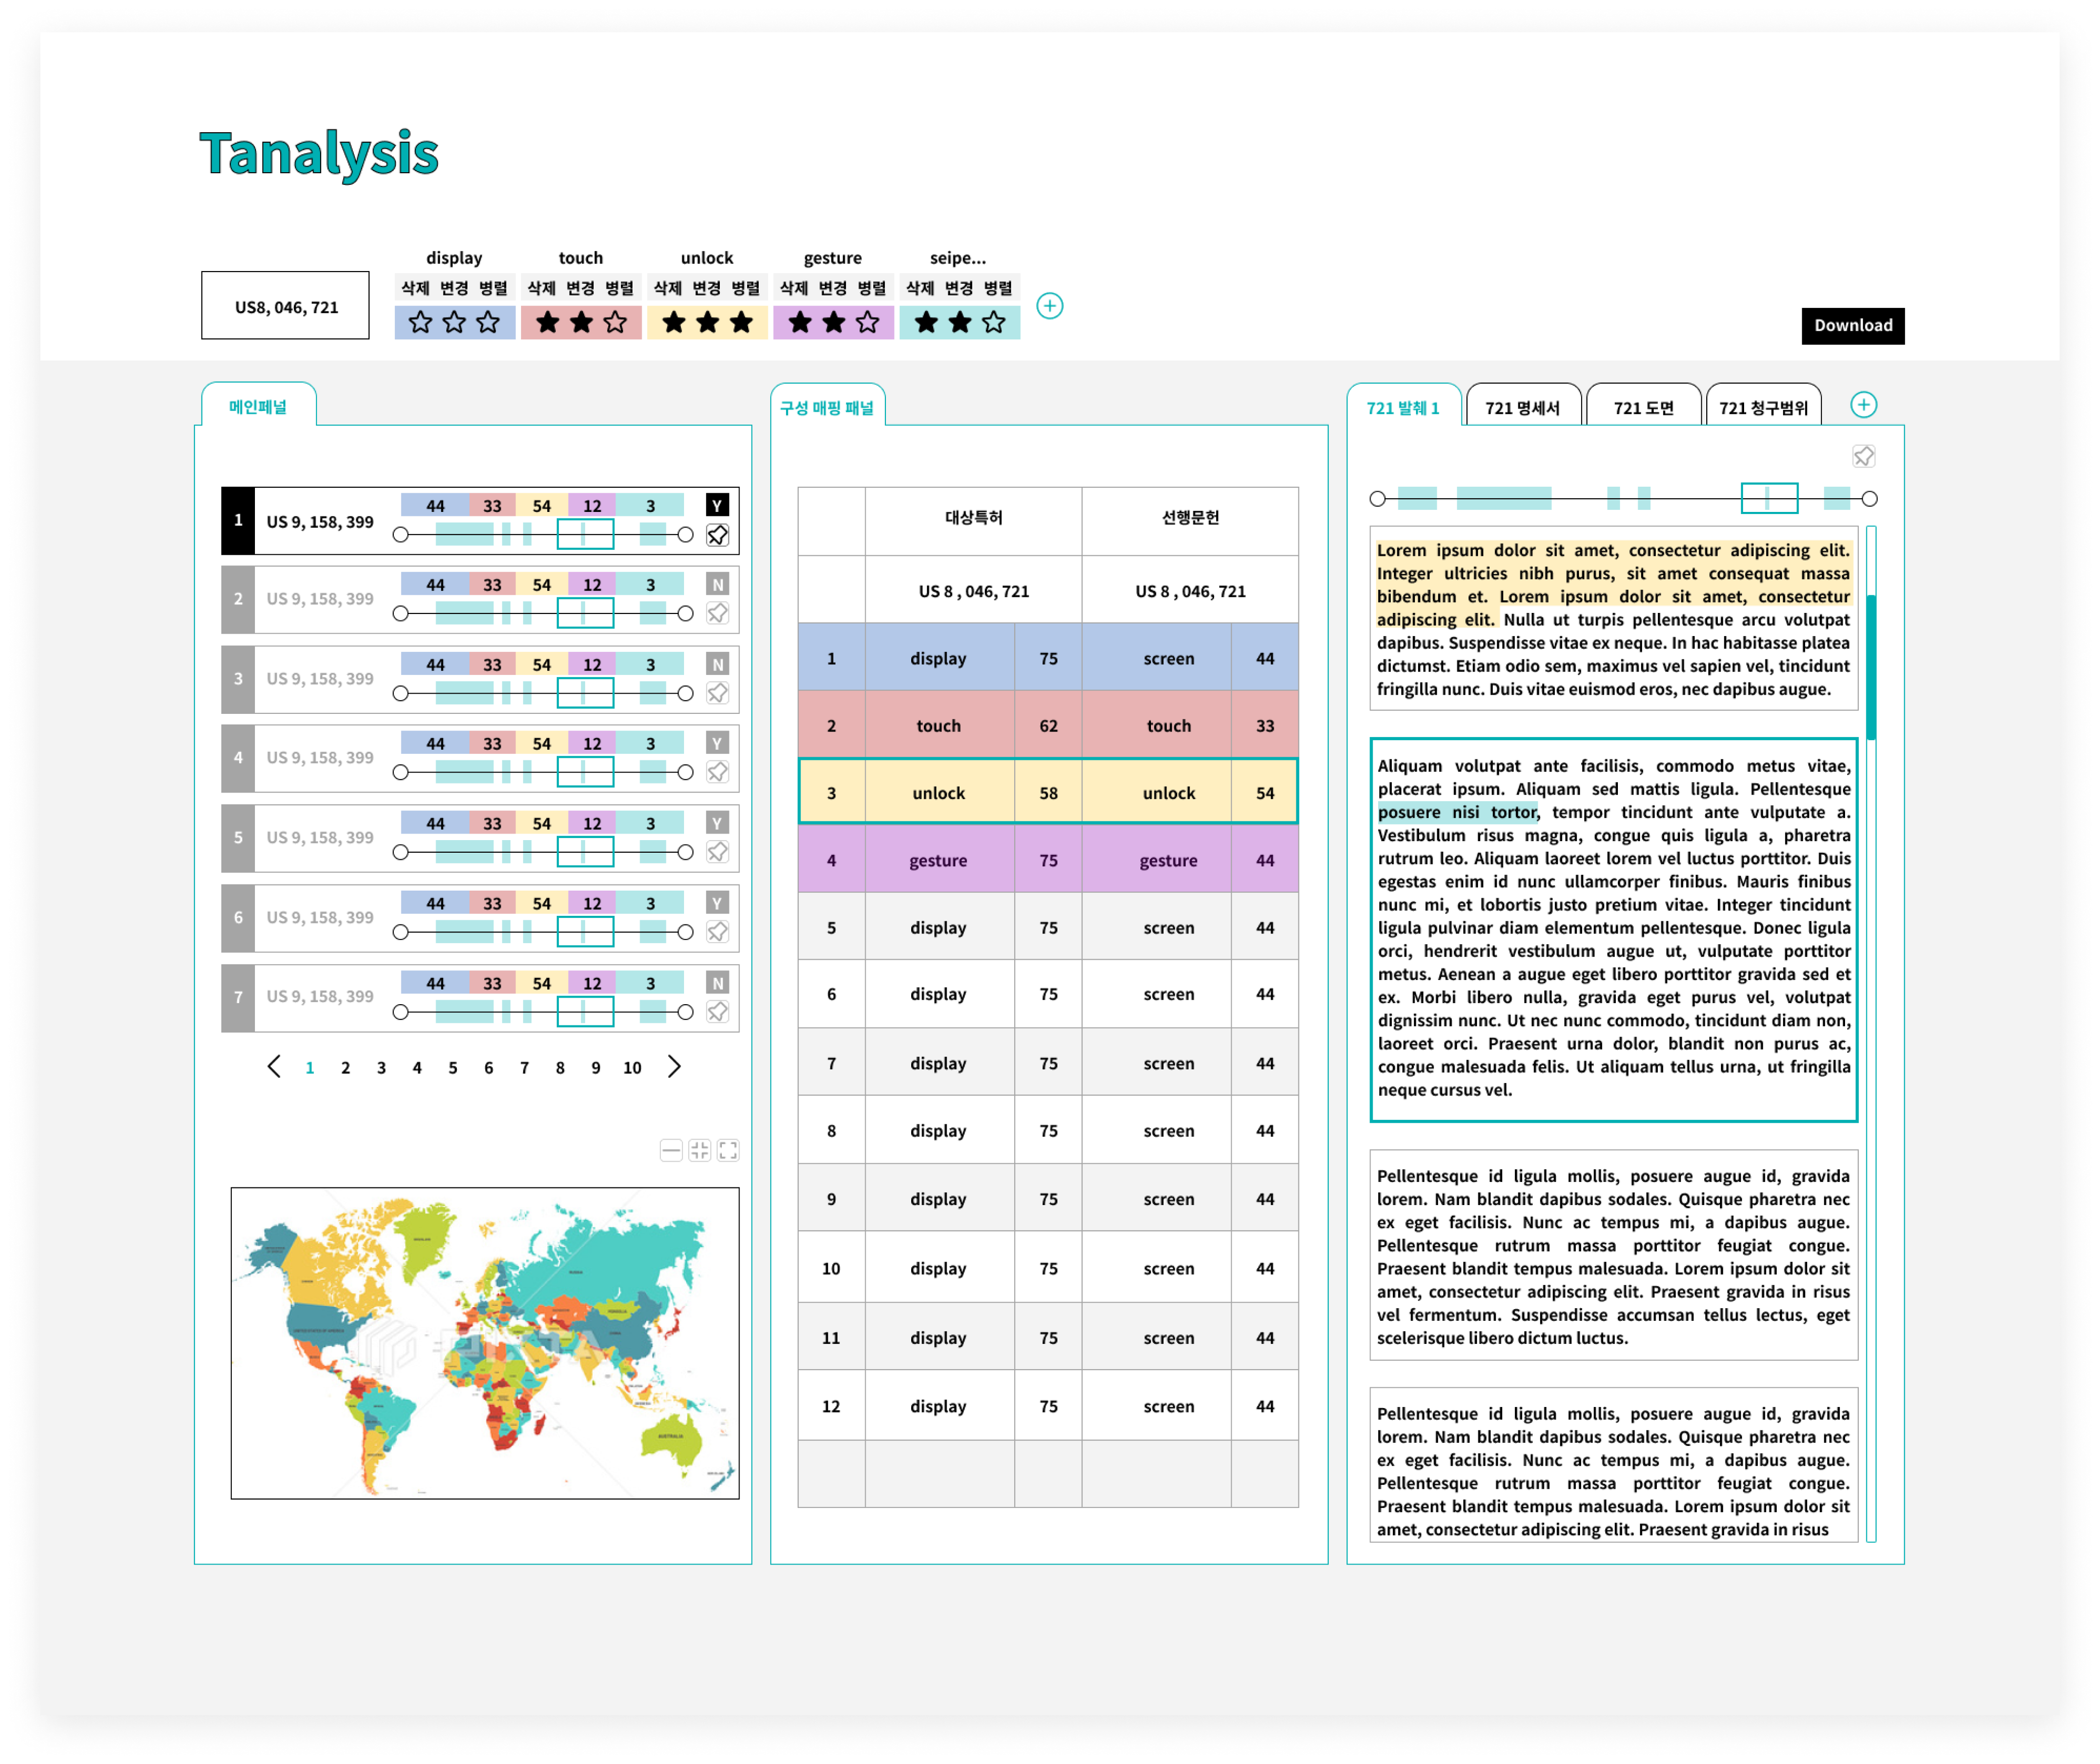 Tanalysis
US8, 046, 721
display touch unlock gesture seipe...
삭제 변경 병렬 삭제 변경 병렬 삭제 변경 병렬 삭제 변경 병렬 삭제 변경 병렬
Download
메인페널
1 US 9, 158, 399 44 33 54 12 3 Y
2 US 9, 158, 399 44 33 54 12 3 N
3 US 9, 158, 399 44 33 54 12 3 N
4 US 9, 158, 399 44 33 54 12 3 Y
5 US 9, 158, 399 44 33 54 12 3 Y
6 US 9, 158, 399 44 33 54 12 3 Y
7 US 9, 158, 399 44 33 54 12 3 N
1 2 3 4 5 6 7 8 9 10
RUSSIA
UNITED STATES OF AMERICA
AUSTRALIA
구성 매핑 패널
대상특허 선행문헌
US 8 , 046, 721 US 8 , 046, 721
1 display 75 screen 44
2 touch 62 touch 33
3 unlock 58 unlock 54
4 gesture 75 gesture 44
5 display 75 screen 44
6 display 75 screen 44
7 display 75 screen 44
8 display 75 screen 44
9 display 75 screen 44
10 display 75 screen 44
11 display 75 screen 44
12 display 75 screen 44
721 발췌 1 721 명세서 721 도면 721 청구범위
Lorem ipsum dolor sit amet, consectetur adipiscing elit.
Integer ultricies nibh purus, sit amet consequat massa
bibendum et. Lorem ipsum dolor sit amet, consectetur
adipiscing elit. Nulla ut turpis pellentesque arcu volutpat
dapibus. Suspendisse vitae ex neque. In hac habitasse platea
dictumst. Etiam odio sem, maximus vel sapien vel, tincidunt
fringilla nunc. Duis vitae euismod eros, nec dapibus augue.
Aliquam volutpat ante facilisis, commodo metus vitae,
placerat ipsum. Aliquam sed mattis ligula. Pellentesque
posuere nisi tortor, tempor tincidunt ante vulputate a.
Vestibulum risus magna, congue quis ligula a, pharetra
rutrum leo. Aliquam laoreet lorem vel luctus porttitor. Duis
egestas enim id nunc ullamcorper finibus. Mauris finibus
nunc mi, et lobortis justo pretium vitae. Integer tincidunt
ligula pulvinar diam elementum pellentesque. Donec ligula
orci, hendrerit vestibulum augue ut, vulputate porttitor
metus. Aenean a augue eget libero porttitor gravida sed et
ex. Morbi libero nulla, gravida eget purus vel, volutpat
dignissim nunc. Ut nec nunc commodo, tincidunt diam non,
laoreet orci. Praesent urna dolor, blandit non purus ac,
congue malesuada felis. Ut aliquam tellus urna, ut fringilla
neque cursus vel.
Pellentesque id ligula mollis, posuere augue id, gravida
lorem. Nam blandit dapibus sodales. Quisque pharetra nec
ex eget facilisis. Nunc ac tempus mi, a dapibus augue.
Pellentesque rutrum massa porttitor feugiat congue.
Praesent blandit tempus malesuada. Lorem ipsum dolor sit
amet, consectetur adipiscing elit. Praesent gravida in risus
vel fermentum. Suspendisse accumsan tellus lectus, eget
scelerisque libero dictum luctus.
Pellentesque id ligula mollis, posuere augue id, gravida
lorem. Nam blandit dapibus sodales. Quisque pharetra nec
ex eget facilisis. Nunc ac tempus mi, a dapibus augue.
Pellentesque rutrum massa porttitor feugiat congue.
Praesent blandit tempus malesuada. Lorem ipsum dolor sit
amet, consectetur adipiscing elit. Praesent gravida in risus